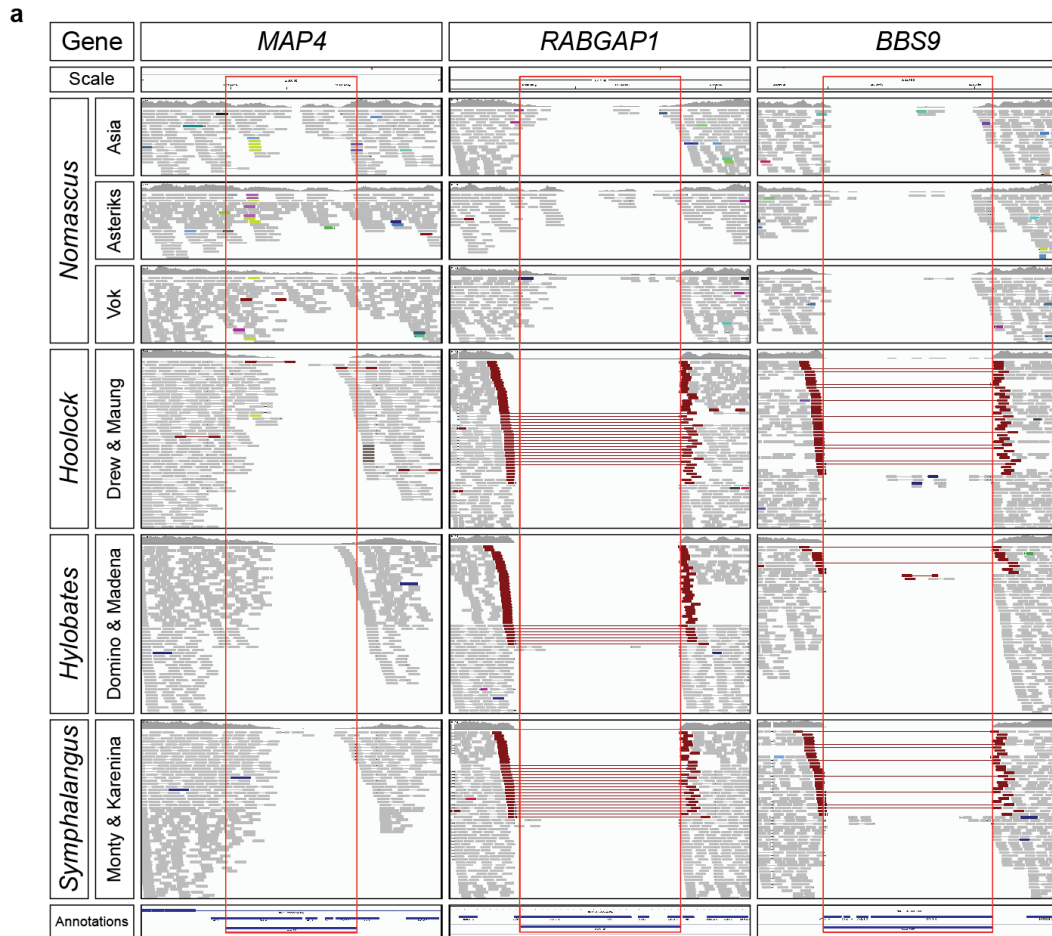 a
Gene
MAP4
RABGAP1
BBS9
Scale
Nomascus
Asia
Asteriks
Vok
Hoolock
Drew & Maung
Hylobates
Domino & Madena
Symphalangus
Monty & Karenina
Annotations